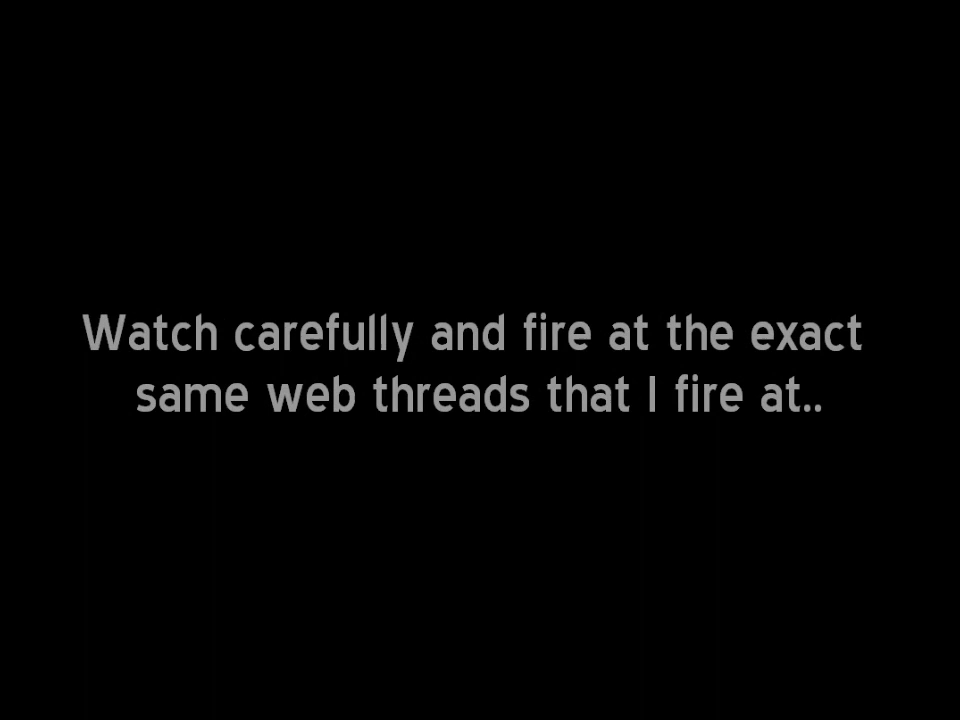 Watch carefully and fire at the exact
same web threads that I fire at..